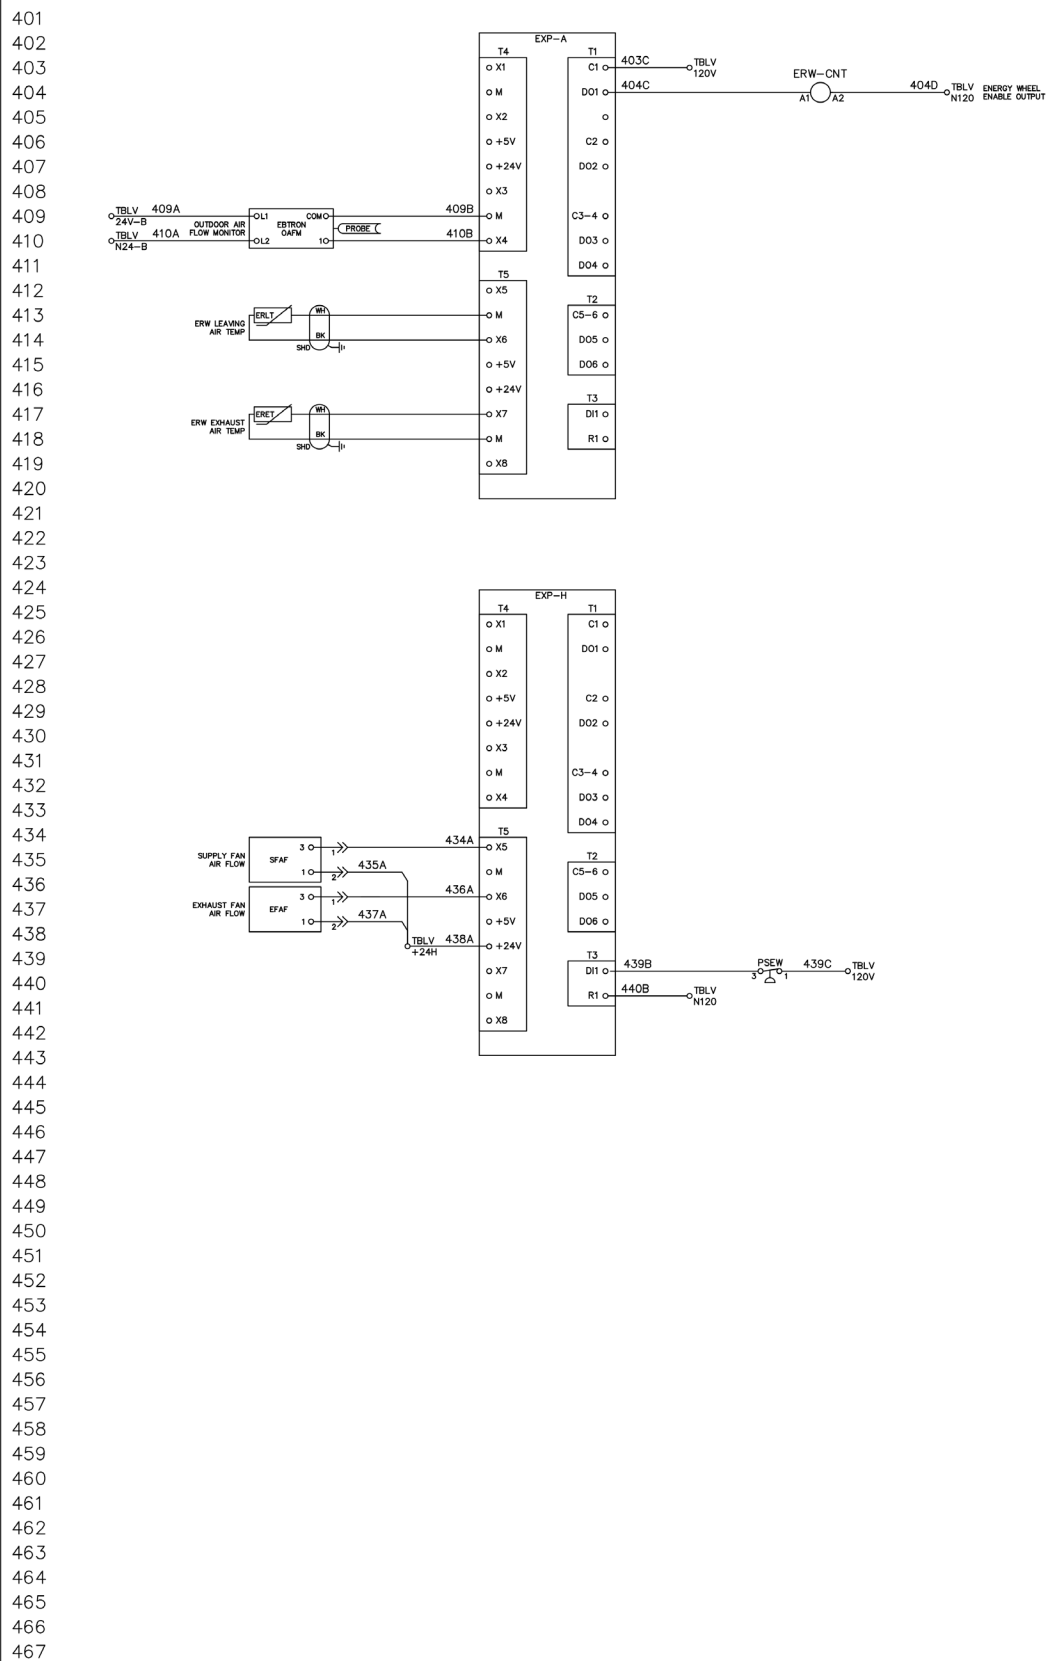 401
402
EXP-A
T4
T1
403
X1
C1
403C
TBLV
120V
ERW-CNT
404
M
DO1
404C
A1
A2
404D
TBLV
N120
ENERGY WHEEL
ENABLE OUTPUT
405
X2
406
+5V
C2
407
+24V
DO2
408
X3
409
TBLV
24V-B
409A
OUTDOOR AIR
FLOW MONITOR
L1
COM
EBTRON
OAFM
PROBE
409B
M
C3-4
410
TBLV
N24-B
410A
L2
1
410B
X4
DO3
411
DO4
T5
412
X5
T2
413
ERLT
WH
M
C5-6
ERW LEAVING
AIR TEMP
414
BK
SHD
X6
DO5
415
+5V
DO6
416
+24V
T3
417
ERET
WH
X7
DI1
ERW EXHAUST
AIR TEMP
418
BK
SHD
M
R1
419
X8
420
421
422
423
424
EXP-H
425
T4
T1
X1
C1
426
M
DO1
427
X2
428
+5V
C2
429
+24V
DO2
430
X3
431
M
C3-4
432
X4
DO3
433
DO4
434
T5
3
1
434A
X5
SUPPLY FAN
AIR FLOW
SFAF
T2
435
1
2
435A
M
C5-6
436
3
1
436A
X6
DO5
EXHAUST FAN
AIR FLOW
EFAF
437
1
2
437A
+5V
DO6
438
TBLV
+24H
438A
+24V
T3
439
X7
DI1
439B
PSEW
3
1
439C
TBLV
120V
440
M
R1
440B
TBLV
N120
441
X8
442
443
444
445
446
447
448
449
450
451
452
453
454
455
456
457
458
459
460
461
462
463
464
465
466
467